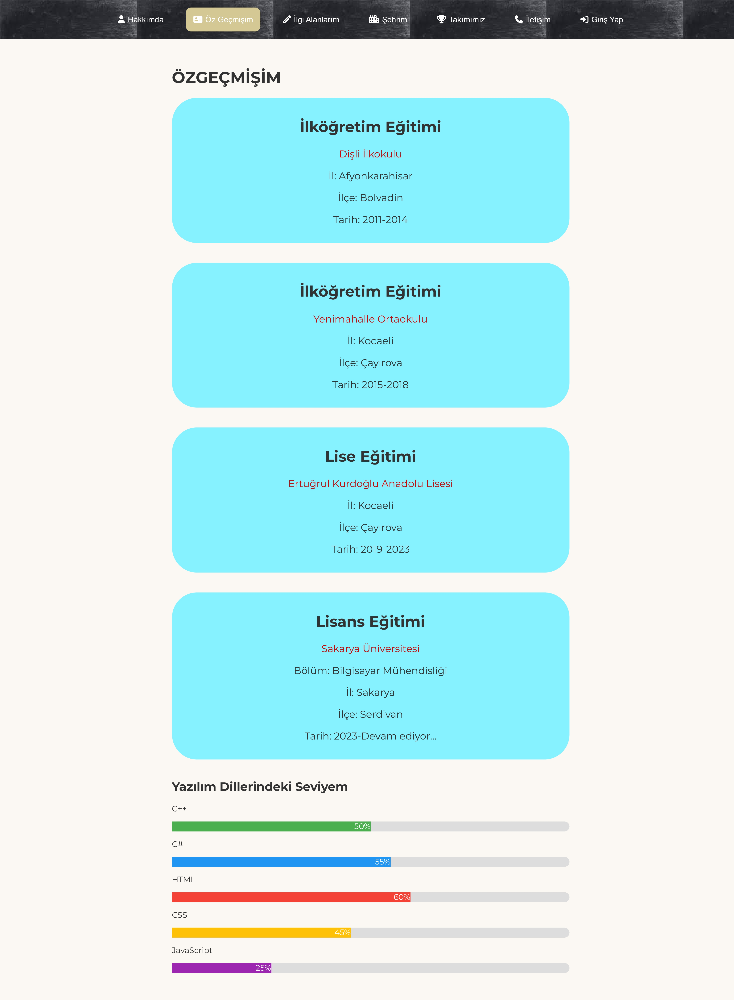 Hakkımda Öz Geçmişim İlgi Alanlarım Şehrim Takımımız İletişim Giriş Yap
ÖZGEÇMİŞİM
İlköğretim Eğitimi
Dişli İlkokulu
İl: Afyonkarahisar
İlçe: Bolvadin
Tarih: 2011-2014
İlköğretim Eğitimi
Yenimahalle Ortaokulu
İl: Kocaeli
İlçe: Çayırova
Tarih: 2015-2018
Lise Eğitimi
Ertuğrul Kurdoğlu Anadolu Lisesi
İl: Kocaeli
İlçe: Çayırova
Tarih: 2019-2023
Lisans Eğitimi
Sakarya Üniversitesi
Bölüm: Bilgisayar Mühendisliği
İl: Sakarya
İlçe: Serdivan
Tarih: 2023-Devam ediyor...
Yazılım Dillerindeki Seviyem
C++
50%
C#
55%
HTML
60%
CSS
45%
JavaScript
25%